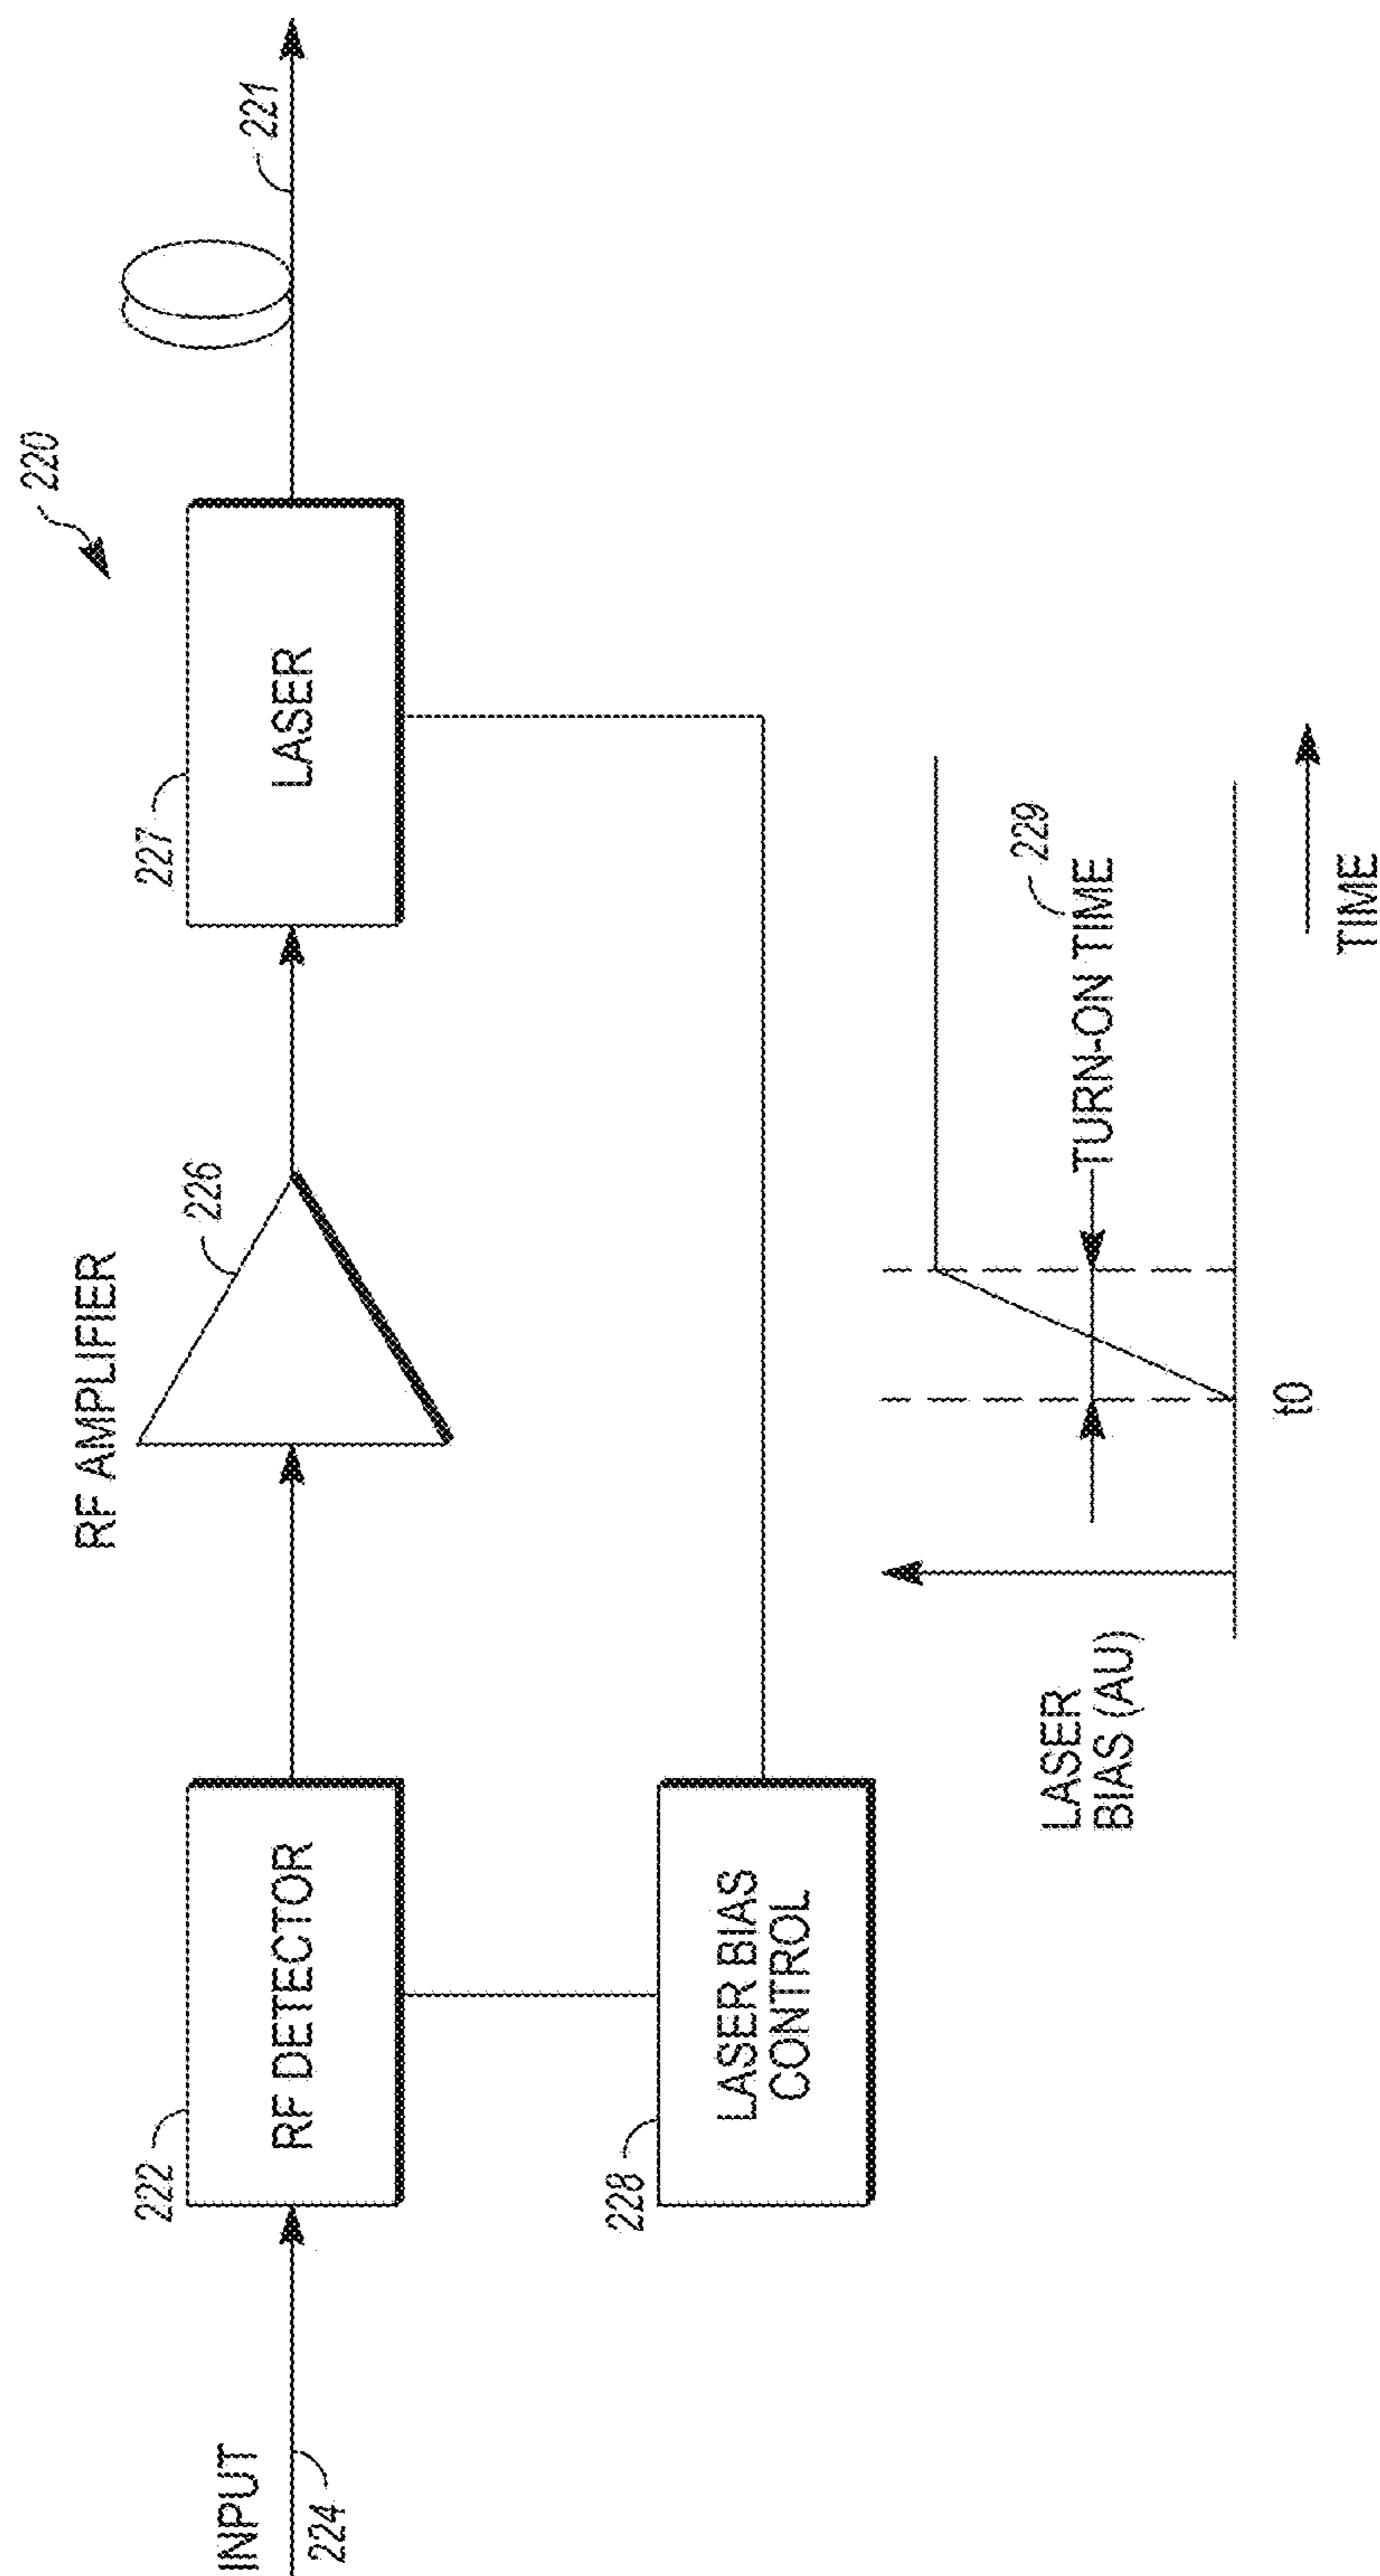 220
RF AMPLIFIER
INPUT
224
222
RF DETECTOR
226
227
LASER
221
228
LASER BIAS
CONTROL
LASER
BIAS (AU)
229
TURN-ON TIME
t0
TIME